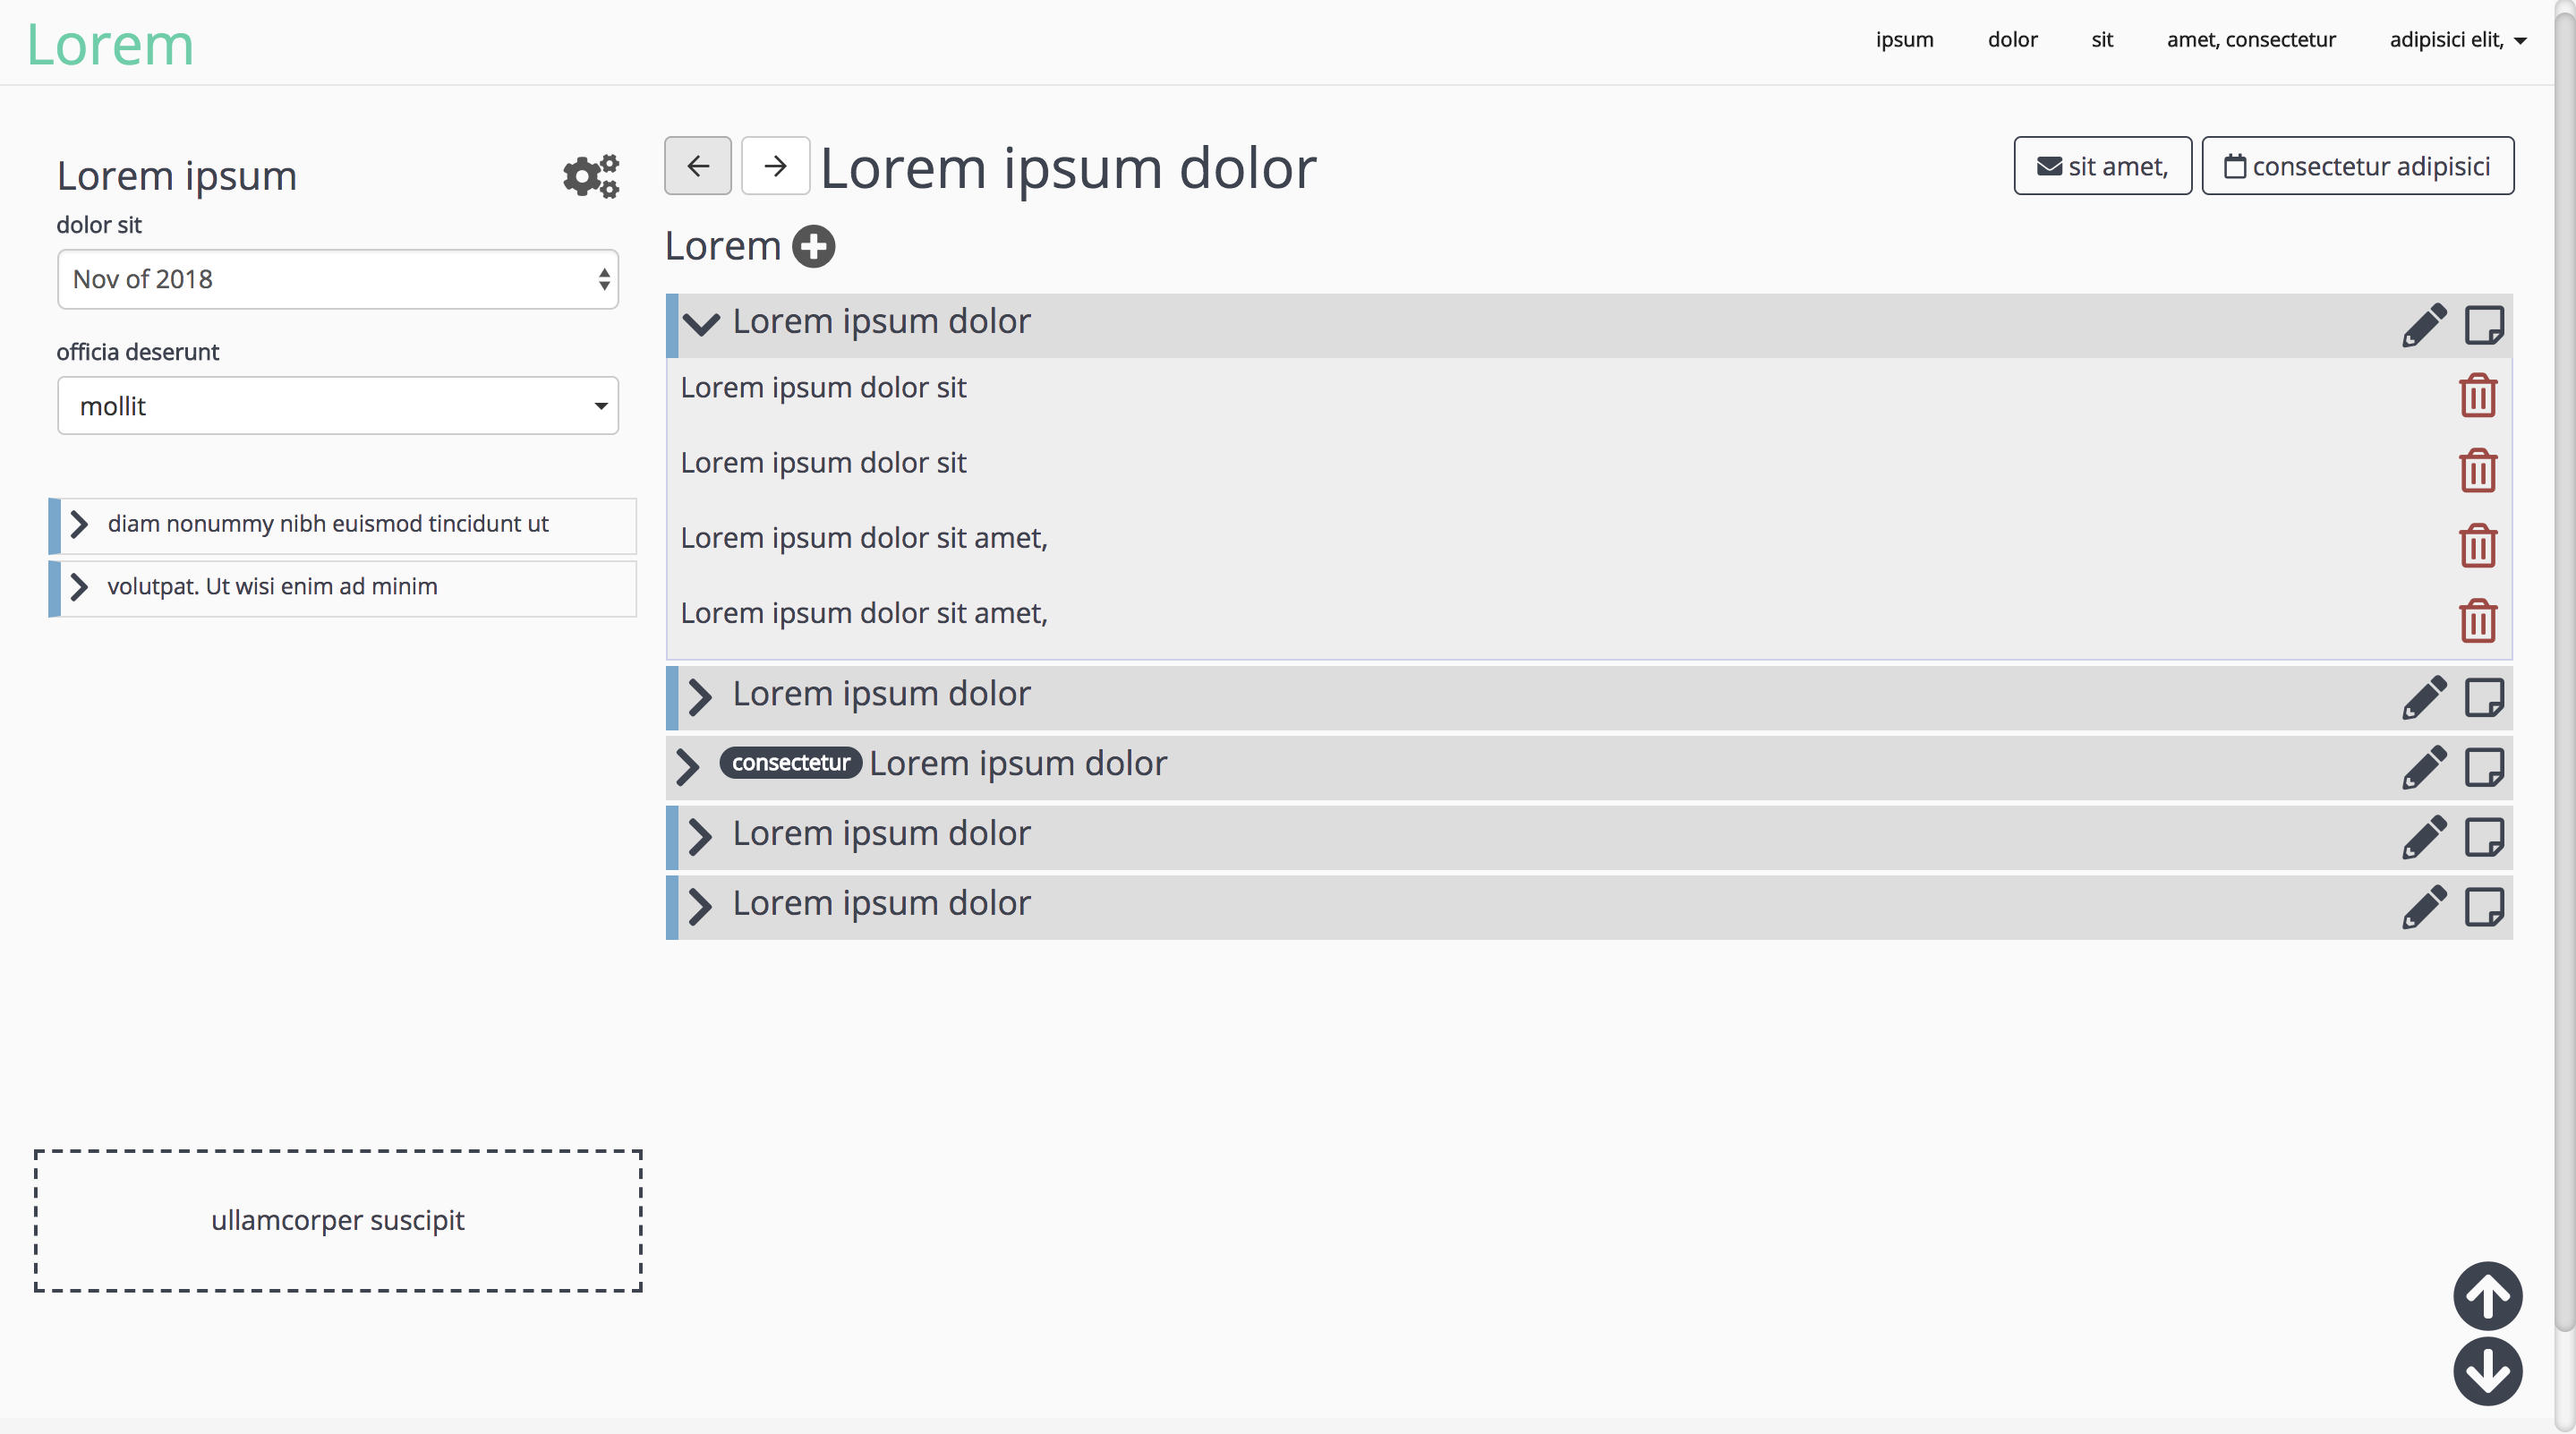 Lorem
ipsum dolor sit amet, consectetur adipisici elit,
Lorem ipsum
dolor sit
Nov of 2018
officia deserunt
mollit
diam nonummy nibh euismod tincidunt ut
volutpat. Ut wisi enim ad minim
ullamcorper suscipit
Lorem ipsum dolor
sit amet, consectetur adipisici
Lorem
Lorem ipsum dolor
Lorem ipsum dolor sit
Lorem ipsum dolor sit
Lorem ipsum dolor sit amet,
Lorem ipsum dolor sit amet,
Lorem ipsum dolor
consectetur Lorem ipsum dolor
Lorem ipsum dolor
Lorem ipsum dolor